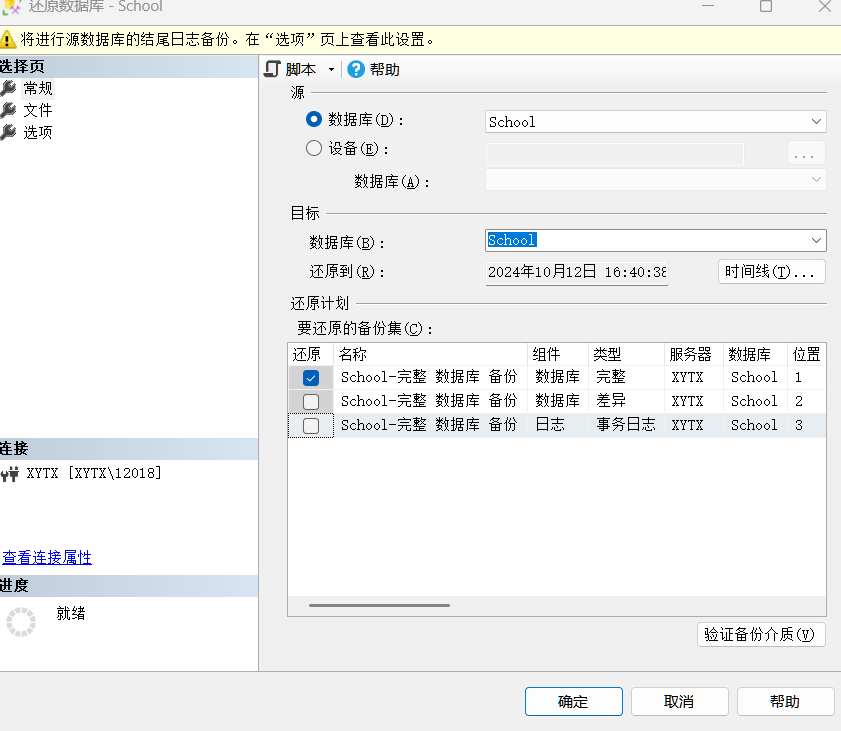 还原数据库 - School
将进行源数据库的结尾日志备份。在“选项”页上查看此设置。
选择页
常规
文件
选项
脚本
帮助
源
数据库(D):
School
设备(E):
...
数据库(A):
目标
数据库(B):
School
还原到(R):
2024年10月12日 16:40:38
时间线(T)...
还原计划
要还原的备份集(C):
还原 名称 组件 类型 服务器 数据库 位置
School-完整 数据库 备份 数据库 完整 XYTX School 1
School-完整 数据库 备份 数据库 差异 XYTX School 2
School-完整 数据库 备份 日志 事务日志 XYTX School 3
连接
XYTX [XYTX\12018]
查看连接属性
进度
就绪
验证备份介质(V)
确定
取消
帮助